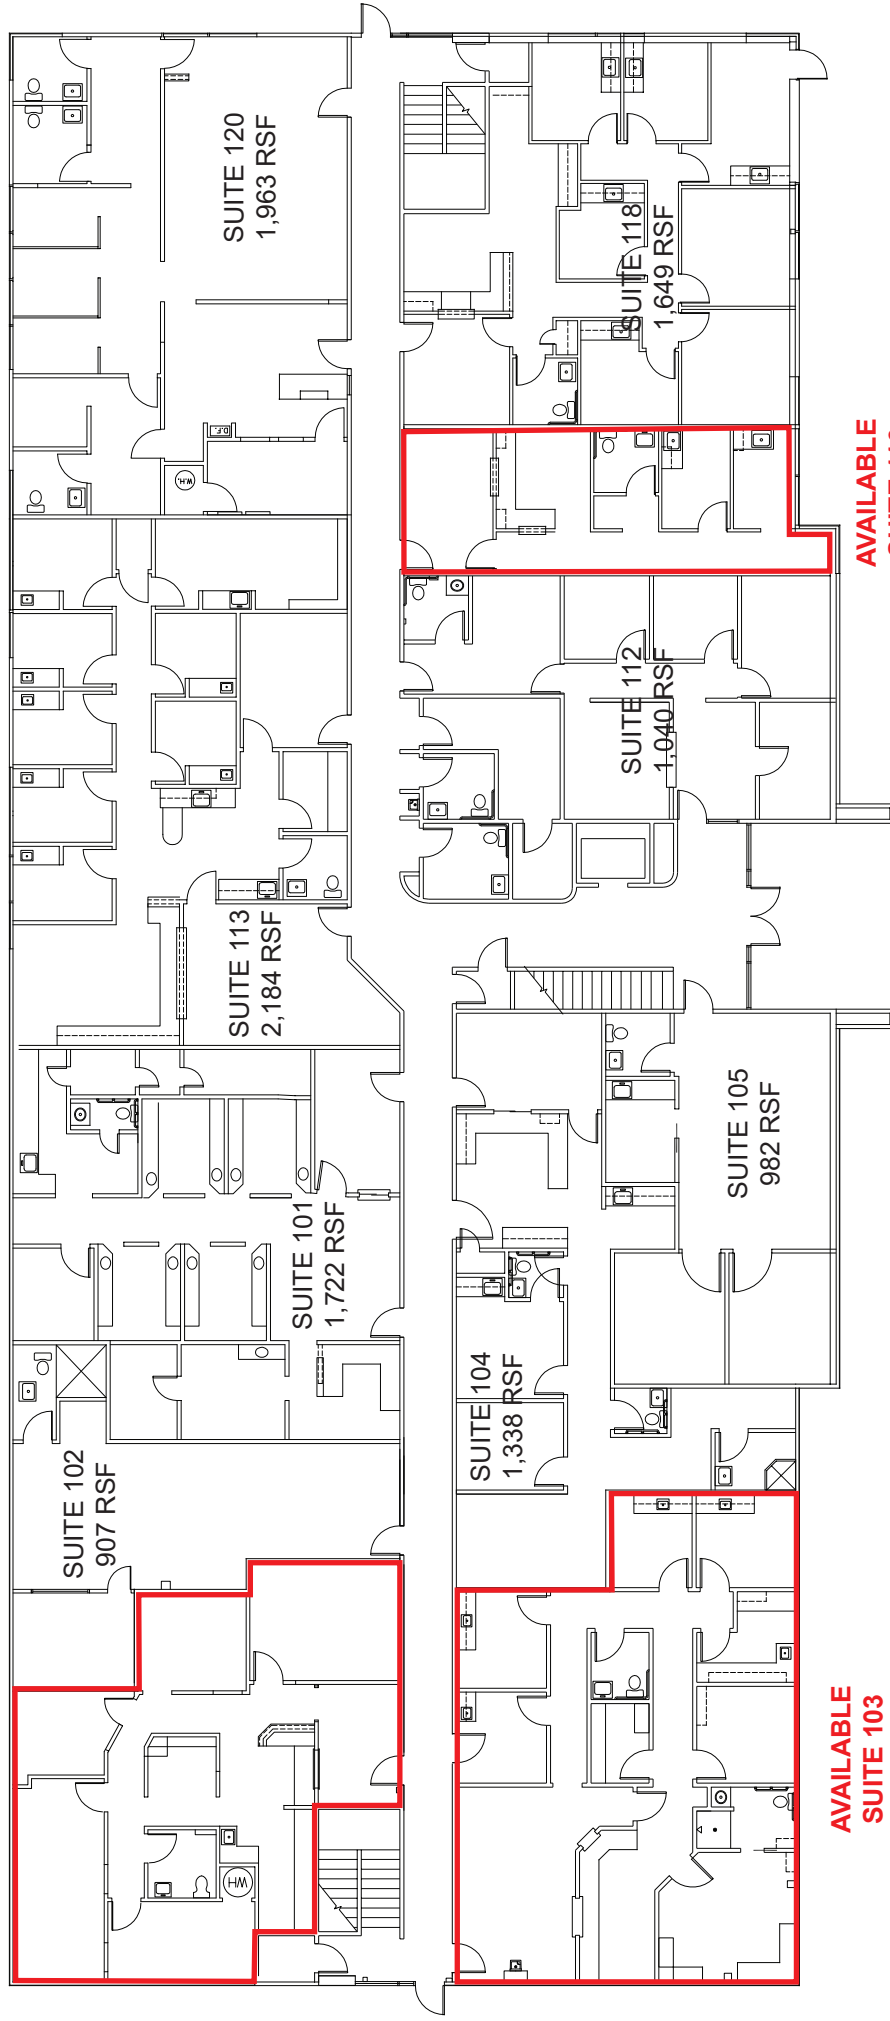 SUITE 120
1,963 RSF
SUITE 118
1,649 RSF
D.F.
W.H.
AVAILABLE
SUITE 112
1,040 RSF
SUITE 113
2,184 RSF
SUITE 105
982 RSF
SUITE 101
1,722 RSF
SUITE 104
1,338 RSF
SUITE 102
907 RSF
WH
AVAILABLE
SUITE 103